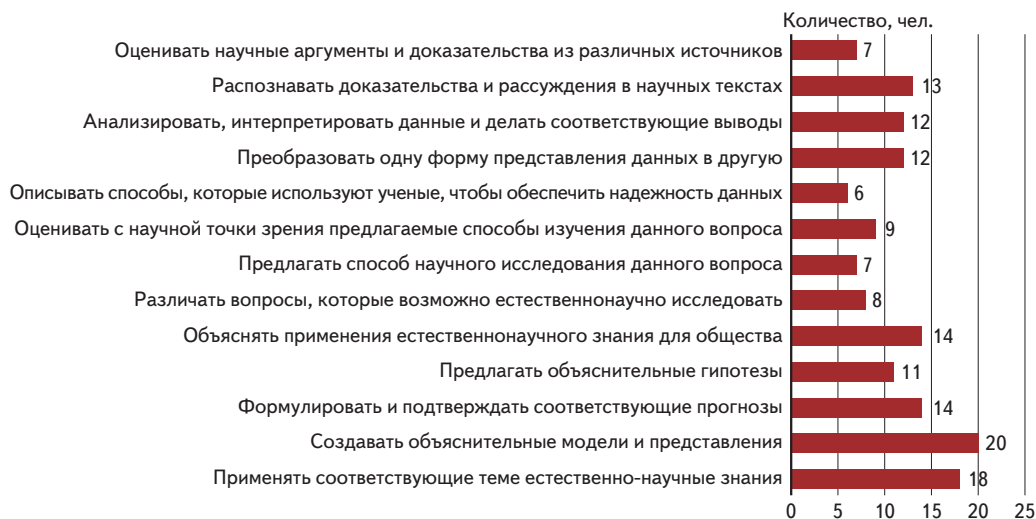 Количество, чел.
Оценивать научные аргументы и доказательства из различных источников 7
Распознавать доказательства и рассуждения в научных текстах 13
Анализировать, интерпретировать данные и делать соответствующие выводы 12
Преобразовать одну форму представления данных в другую 12
Описывать способы, которые используют ученые, чтобы обеспечить надежность данных 6
Оценивать с научной точки зрения предлагаемые способы изучения данного вопроса 9
Предлагать способ научного исследования данного вопроса 7
Различать вопросы, которые возможно естественнонаучно исследовать 8
Объяснять применения естественнонаучного знания для общества 14
Предлагать объяснительные гипотезы 11
Формулировать и подтверждать соответствующие прогнозы 14
Создавать объяснительные модели и представления 20
Применять соответствующие теме естественно-научные знания 18
0 5 10 15 20 25